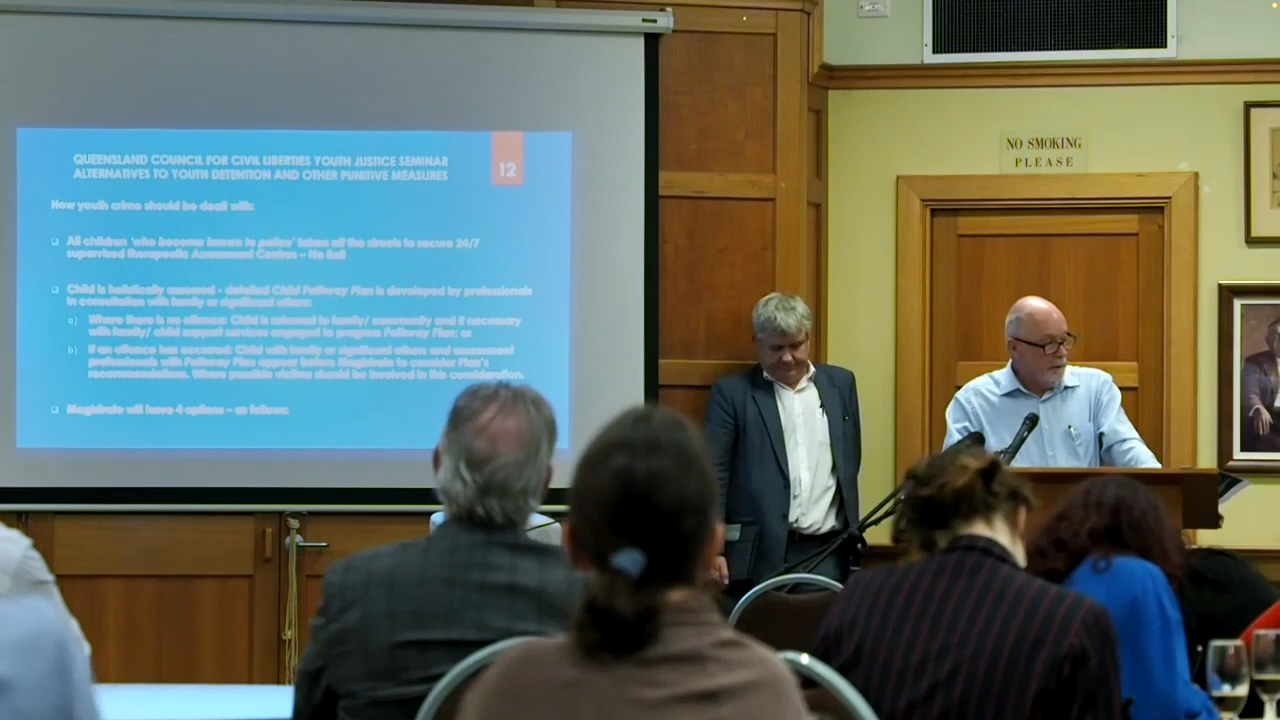 QUEENSLAND COUNCIL FOR CIVIL LIBERTIES YOUTH JUSTICE SEMINAR
ALTERNATIVES TO YOUTH DETENTION AND OTHER PUNITIVE MEASURES
12
How youth crime should be dealt with:
All children 'who become known to police' taken off the streets to secure 24/7
supervised therapeutic Assessment Centres – No Bail
Child is holistically assessed - detailed Child Pathway Plan is developed by professionals
in consultation with family or significant others:
a) Where there is no offence: Child is returned to family/ community and if necessary
with family/ child support services engaged to progress Pathway Plan; or
b) If an offence has occurred: Child with family or significant others and assessment
professionals with Pathway Plan appear before magistrate to consider Plan's
recommendations. Where possible victims should be involved in this consideration.
Magistrate will have 4 options – as follows:
NO SMOKING
PLEASE